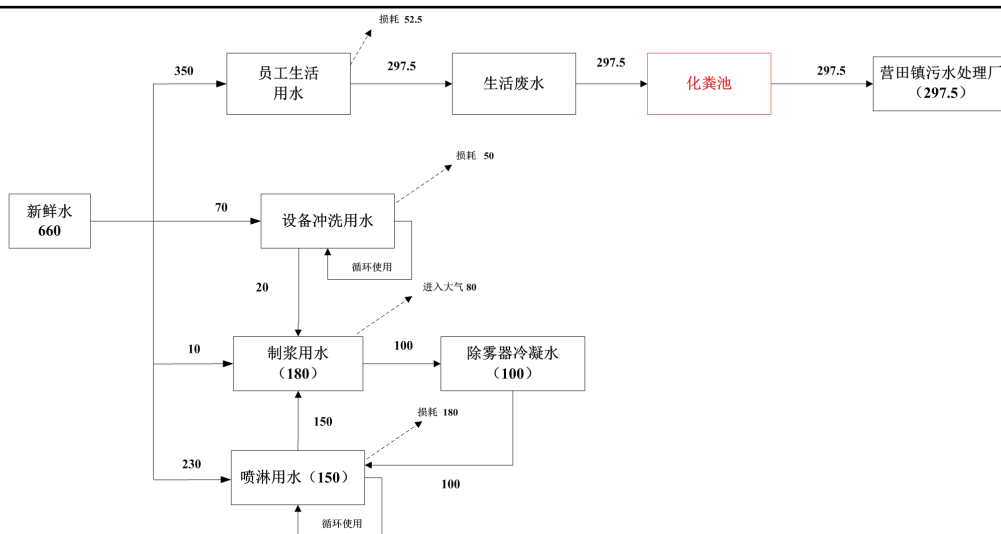 损耗 52.5
350
员工生活
用水
297.5
生活废水
297.5
化粪池
297.5
营田镇污水处理厂
（297.5）
损耗 50
新鲜水
660
70
设备冲洗用水
循环使用
20
进入大气 80
10
制浆用水
（180）
100
除雾器冷凝水
（100）
150
损耗 180
230
喷淋用水（150）
100
循环使用